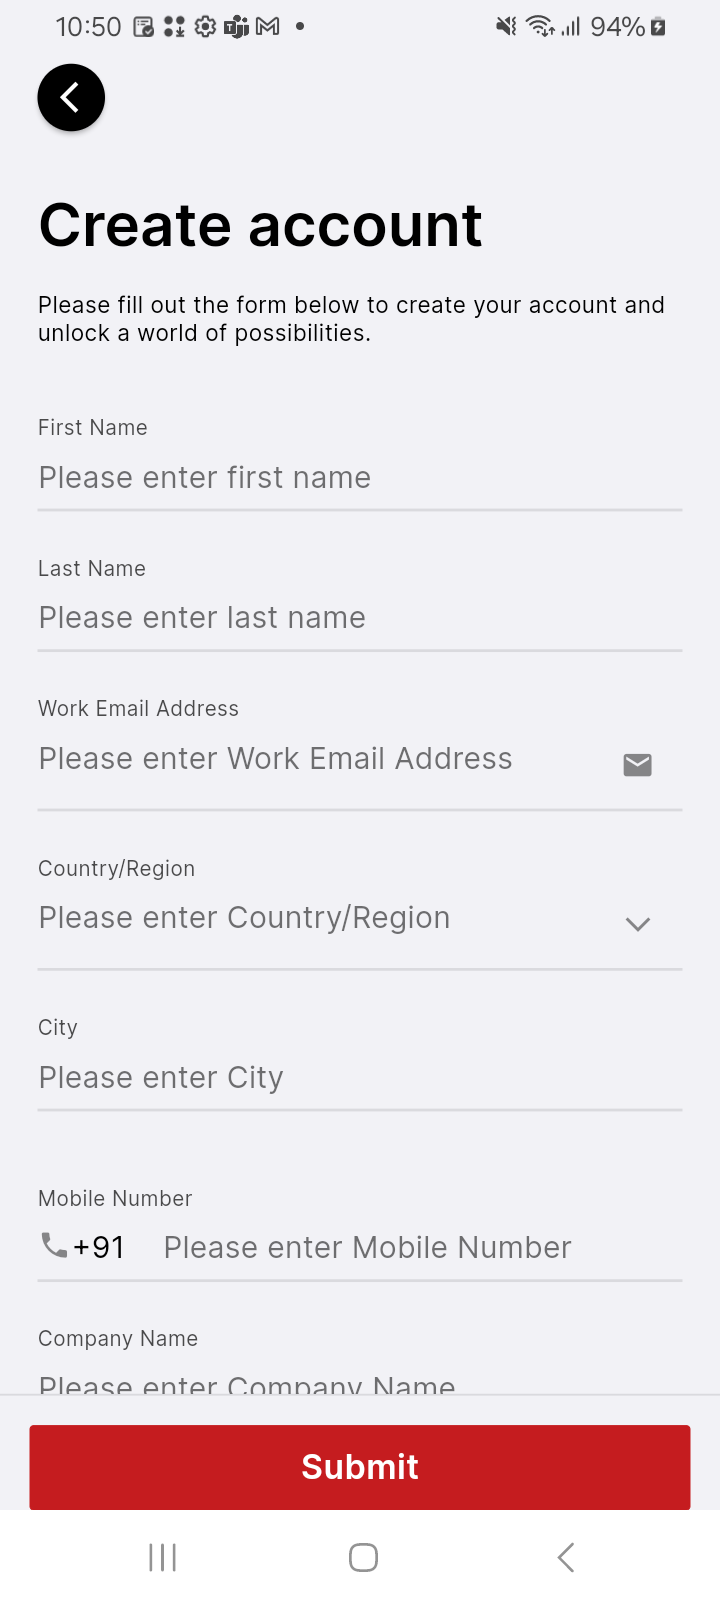 10:50
94%
Create account
Please fill out the form below to create your account and
unlock a world of possibilities.
First Name
Please enter first name
Last Name
Please enter last name
Work Email Address
Please enter Work Email Address
Country/Region
Please enter Country/Region
City
Please enter City
Mobile Number
+91 Please enter Mobile Number
Company Name
Please enter Company Name
Submit